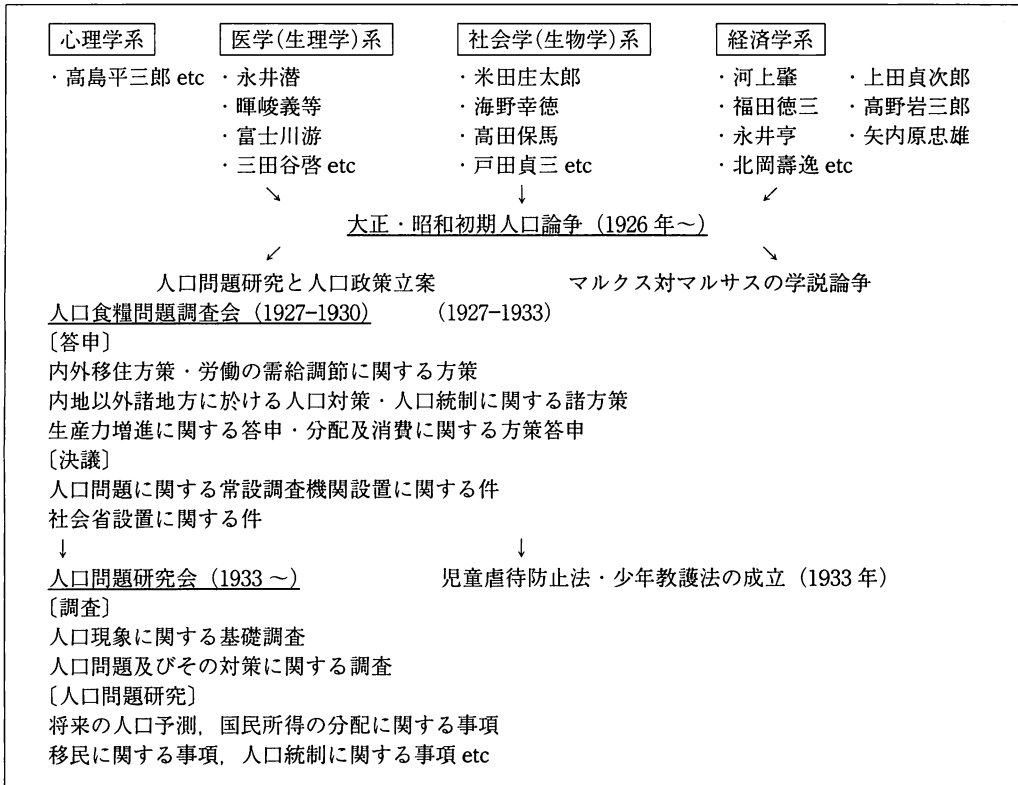 心理学系 医学(生理学)系 社会学(生物学)系 経済学系
・高島平三郎 etc ・永井潜 ・米田庄太郎 ・河上肇 ・上田貞次郎
・暉峻義等 ・海野幸徳 ・福田徳三 ・高野岩三郎
・富士川游 ・高田保馬 ・永井亨 ・矢内原忠雄
・三田谷啓 etc ・戸田貞三 etc ・北岡壽逸 etc
↘ ↓ ↙
大正・昭和初期人口論争（1926 年〜）
↙ ↘
人口問題研究と人口政策立案 マルクス対マルサスの学説論争
人口食糧問題調査会（1927–1930） （1927–1933）
〔答申〕
内外移住方策・労働の需給調節に関する方策
内地以外諸地方に於ける人口対策・人口統制に関する諸方策
生産力増進に関する答申・分配及消費に関する方策答申
〔決議〕
人口問題に関する常設調査機関設置に関する件
社会省設置に関する件
↓ ↓
人口問題研究会（1933 〜） 児童虐待防止法・少年教護法の成立（1933 年）
〔調査〕
人口現象に関する基礎調査
人口問題及びその対策に関する調査
〔人口問題研究〕
将来の人口予測，国民所得の分配に関する事項
移民に関する事項，人口統制に関する事項 etc